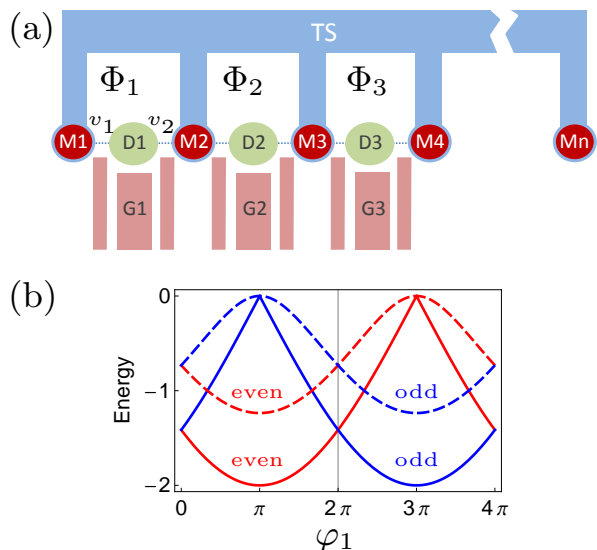 (a)
TS
Φ₁ Φ₂ Φ₃
v₁ v₂
M1 D1 M2 D2 M3 D3 M4 Mn
G1 G2 G3
(b)
Energy
0
-1
-2
even odd
even odd
0 π 2π 3π 4π
φ₁